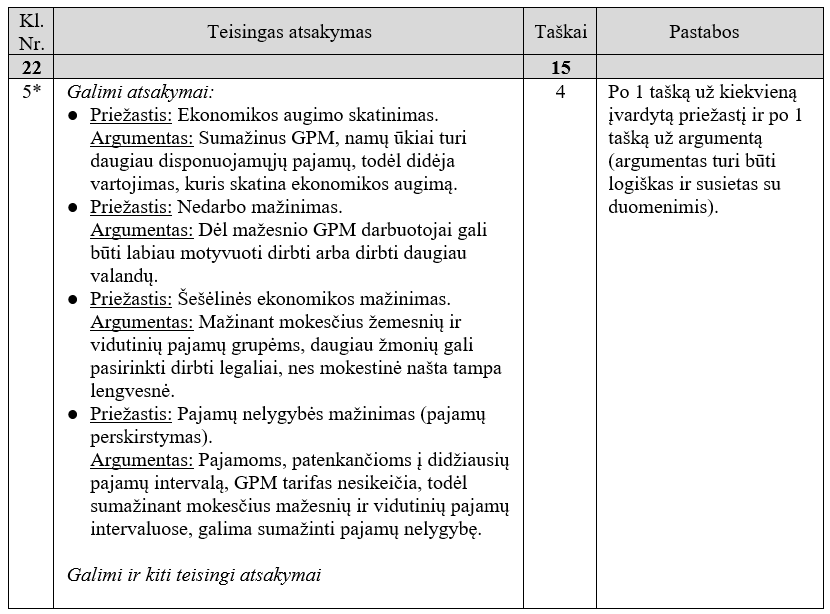 Kl.
Nr.
Teisingas atsakymas
Taškai
Pastabos
22
15
5*
Galimi atsakymai:
● Priežastis: Ekonomikos augimo skatinimas.
Argumentas: Sumažinus GPM, namų ūkiai turi
daugiau disponuojamųjų pajamų, todėl didėja
vartojimas, kuris skatina ekonomikos augimą.
● Priežastis: Nedarbo mažinimas.
Argumentas: Dėl mažesnio GPM darbuotojai gali
būti labiau motyvuoti dirbti arba dirbti daugiau
valandų.
● Priežastis: Šešėlinės ekonomikos mažinimas.
Argumentas: Mažinant mokesčius žemesnių ir
vidutinių pajamų grupėms, daugiau žmonių gali
pasirinkti dirbti legaliai, nes mokestinė našta tampa
lengvesnė.
● Priežastis: Pajamų nelygybės mažinimas (pajamų
perskirstymas).
Argumentas: Pajamoms, patenkančioms į didžiausių
pajamų intervalą, GPM tarifas nesikeičia, todėl
sumažinant mokesčius mažesnių ir vidutinių pajamų
intervaluose, galima sumažinti pajamų nelygybę.
Galimi ir kiti teisingi atsakymai
4
Po 1 tašką už kiekvieną
įvardytą priežastį ir po 1
tašką už argumentą
(argumentas turi būti
logiškas ir susietas su
duomenimis).